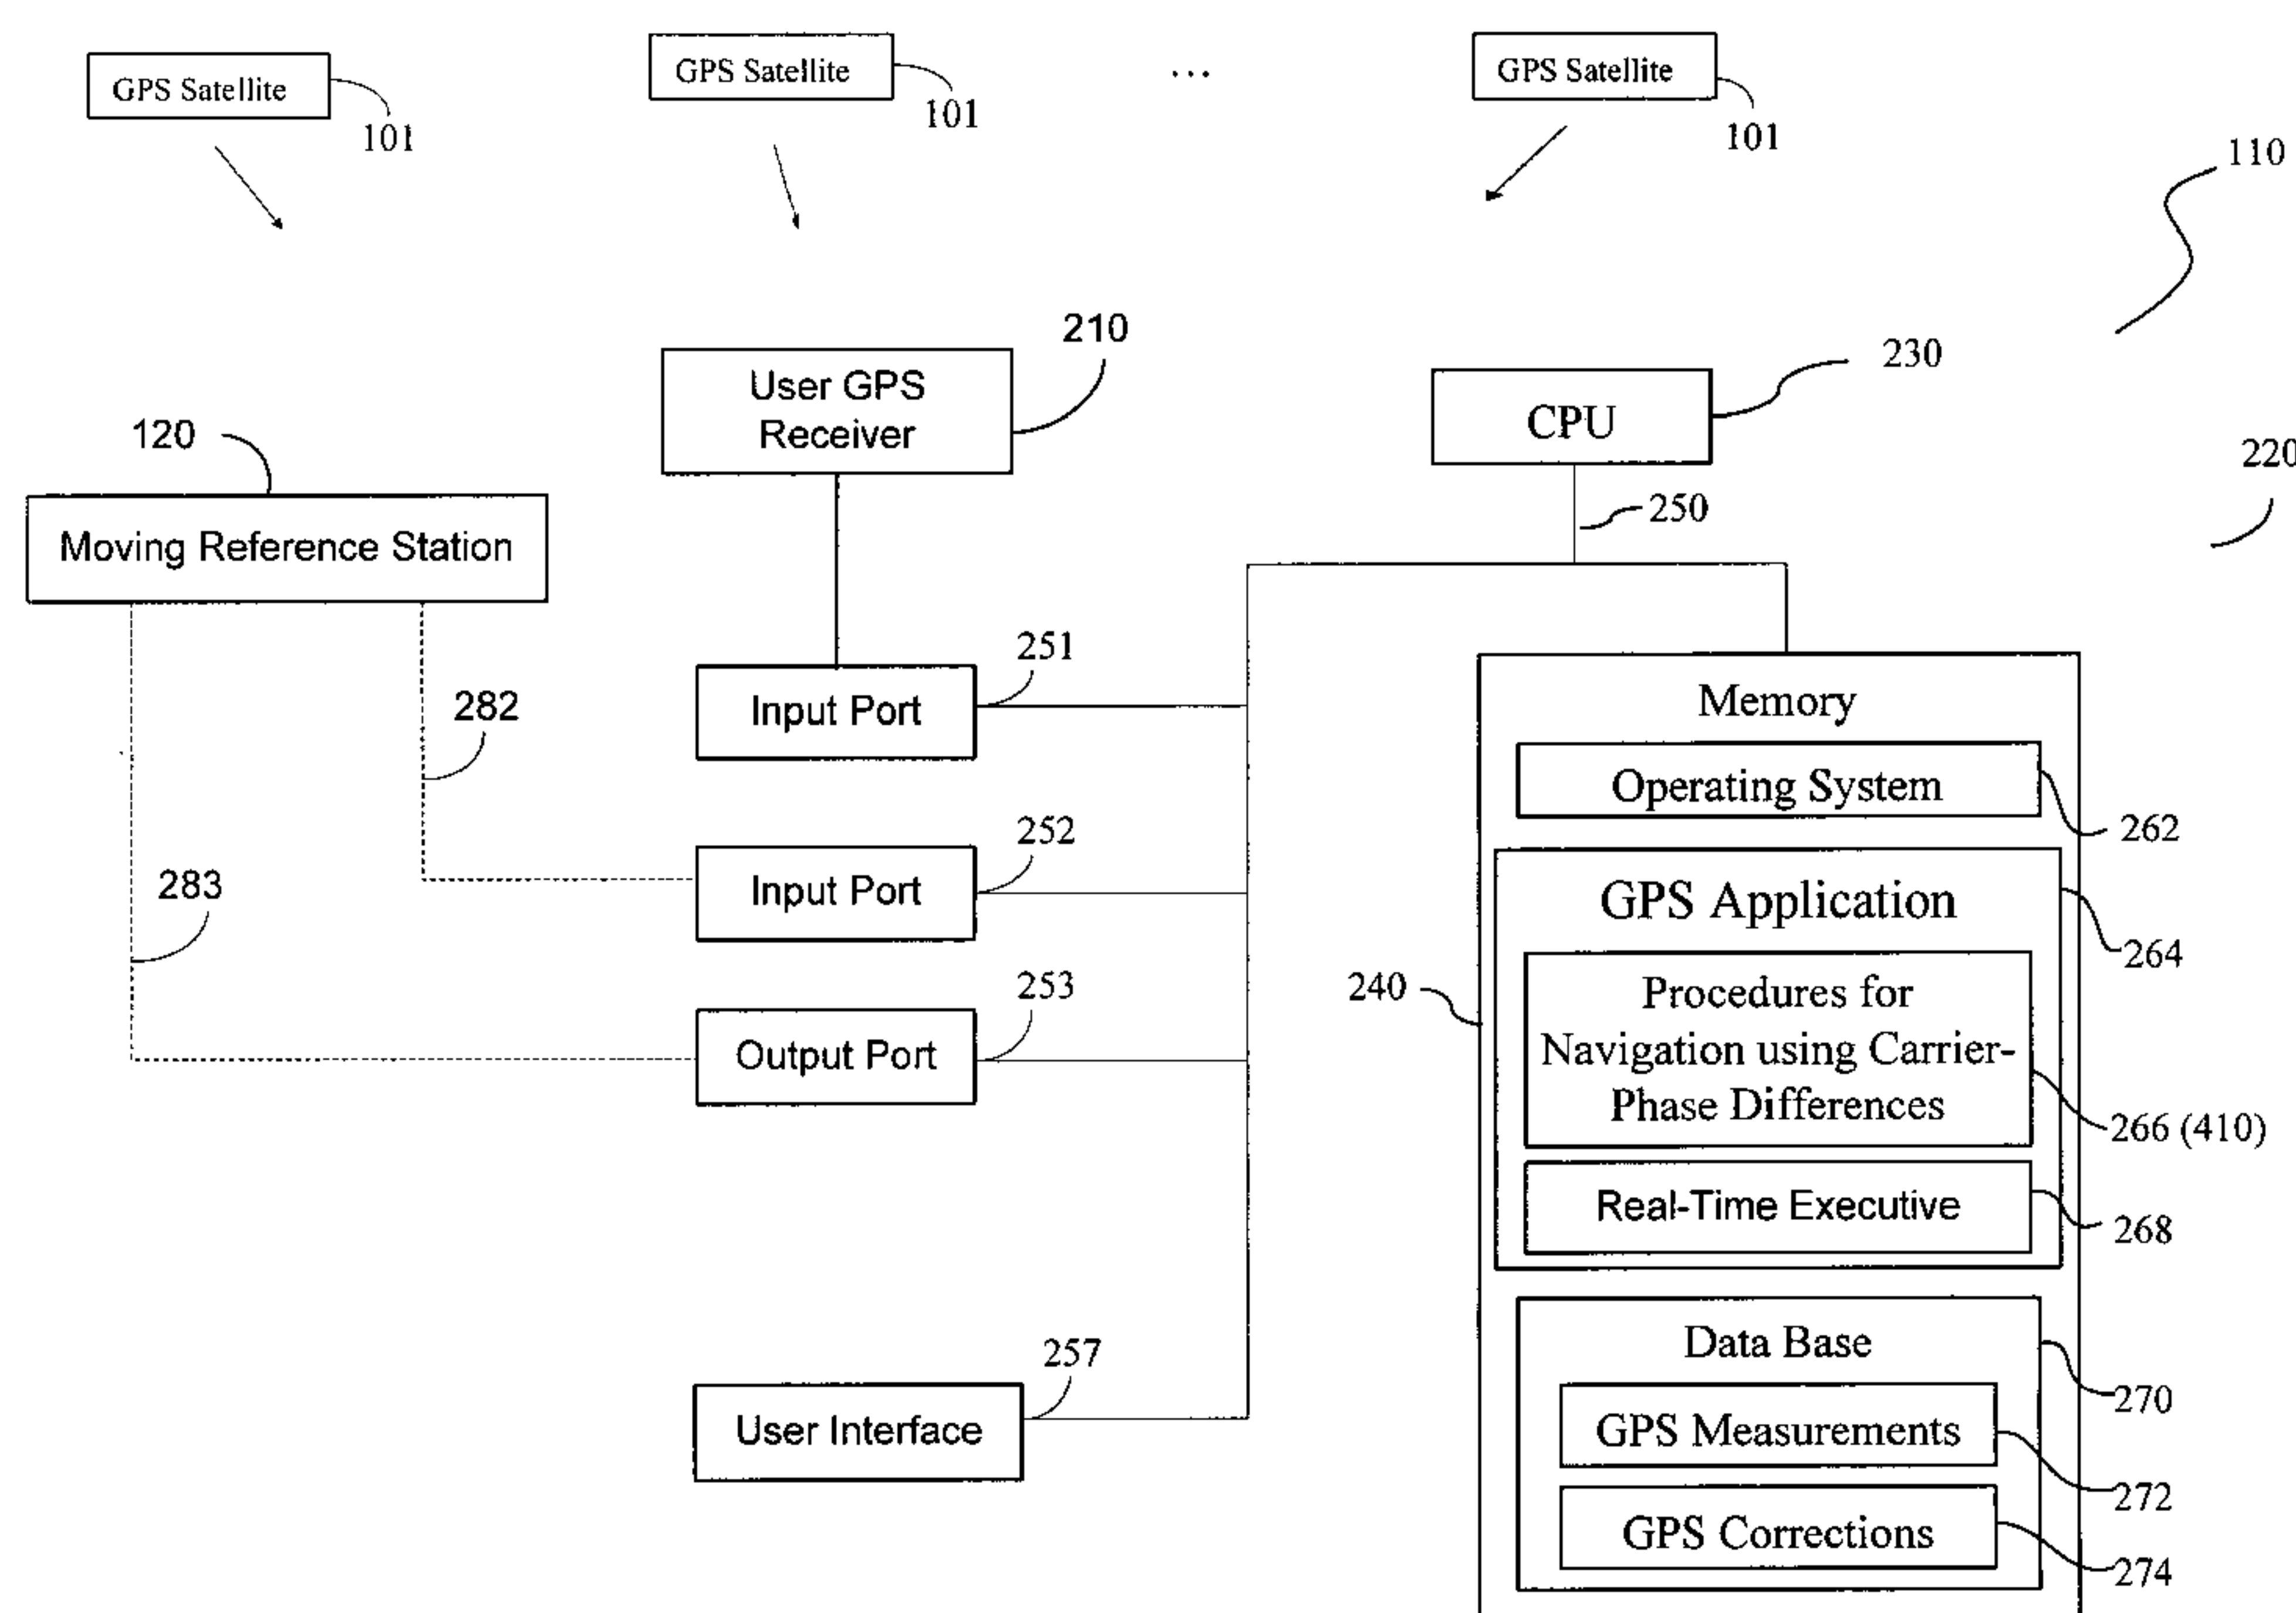 GPS Satellite
101
GPS Satellite
101
...
GPS Satellite
101
110
User GPS
Receiver
210
CPU
230
220
120
Moving Reference Station
250
Input Port
251
282
Input Port
252
283
Output Port
253
User Interface
257
240
Memory
Operating System
262
GPS Application
264
Procedures for
Navigation using Carrier-
Phase Differences
266 (410)
Real-Time Executive
268
Data Base
270
GPS Measurements
272
GPS Corrections
274